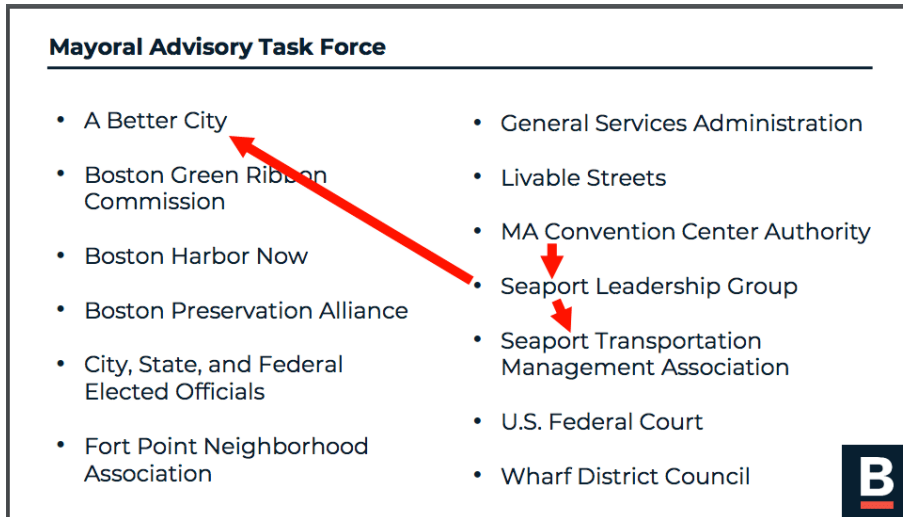 Mayoral Advisory Task Force
• A Better City
• Boston Green Ribbon
Commission
• Boston Harbor Now
• Boston Preservation Alliance
• City, State, and Federal
Elected Officials
• Fort Point Neighborhood
Association
• General Services Administration
• Livable Streets
• MA Convention Center Authority
• Seaport Leadership Group
• Seaport Transportation
Management Association
• U.S. Federal Court
• Wharf District Council
B